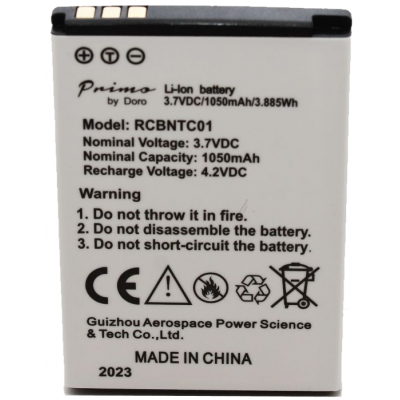 Primo
by Doro
Li-Ion battery
3.7VDC/1050mAh/3.885Wh
Model: RCBNTC01
Nominal Voltage: 3.7VDC
Nominal Capacity: 1050mAh
Recharge Voltage: 4.2VDC
Warning
1. Do not throw it in fire.
2. Do not disassemble the battery.
3. Do not short-circuit the battery.
Guizhou Aerospace Power Science
& Tech Co.,Ltd.
MADE IN CHINA
2023